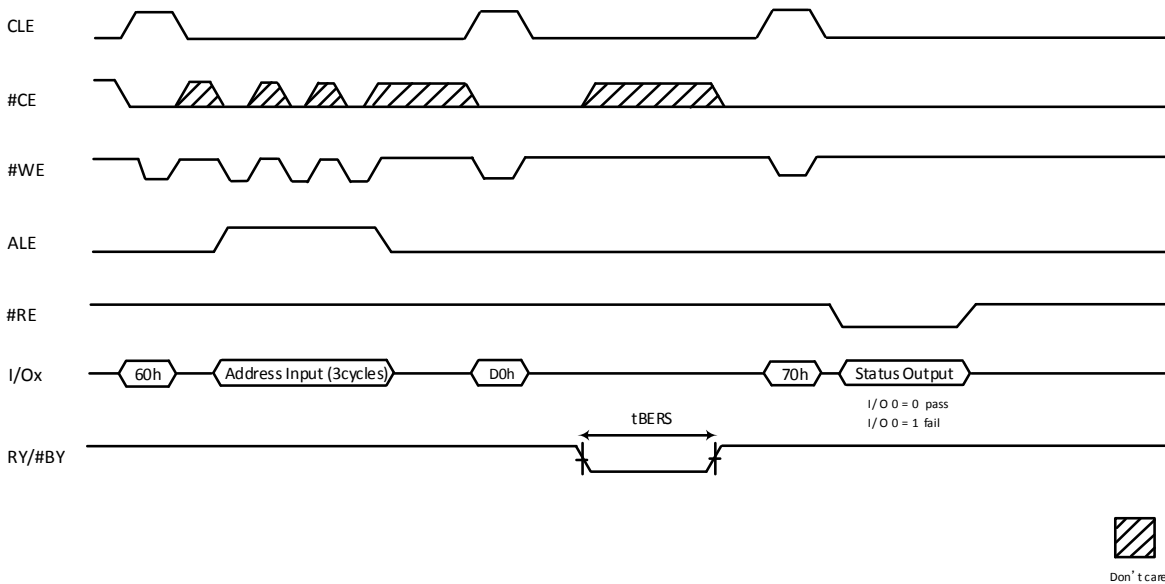 CLE
#CE
#WE
ALE
#RE
I/Ox 60h Address Input (3cycles) D0h 70h Status Output
I/O 0 = 0 pass
I/O 0 = 1 fail
tBERS
RY/#BY
Don't care